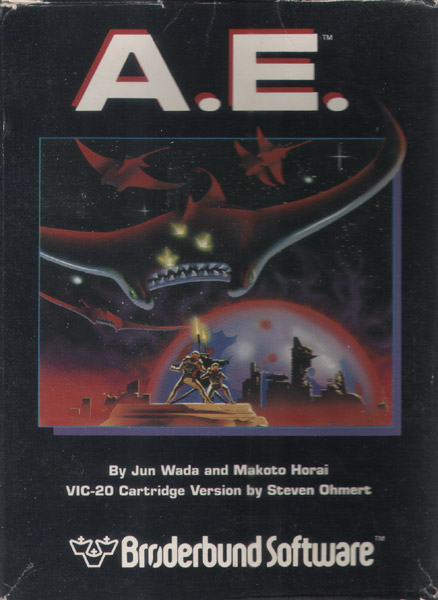 A.E.™
By Jun Wada and Makoto Horai
VIC-20 Cartridge Version by Steven Ohmert
Brøderbund Software™